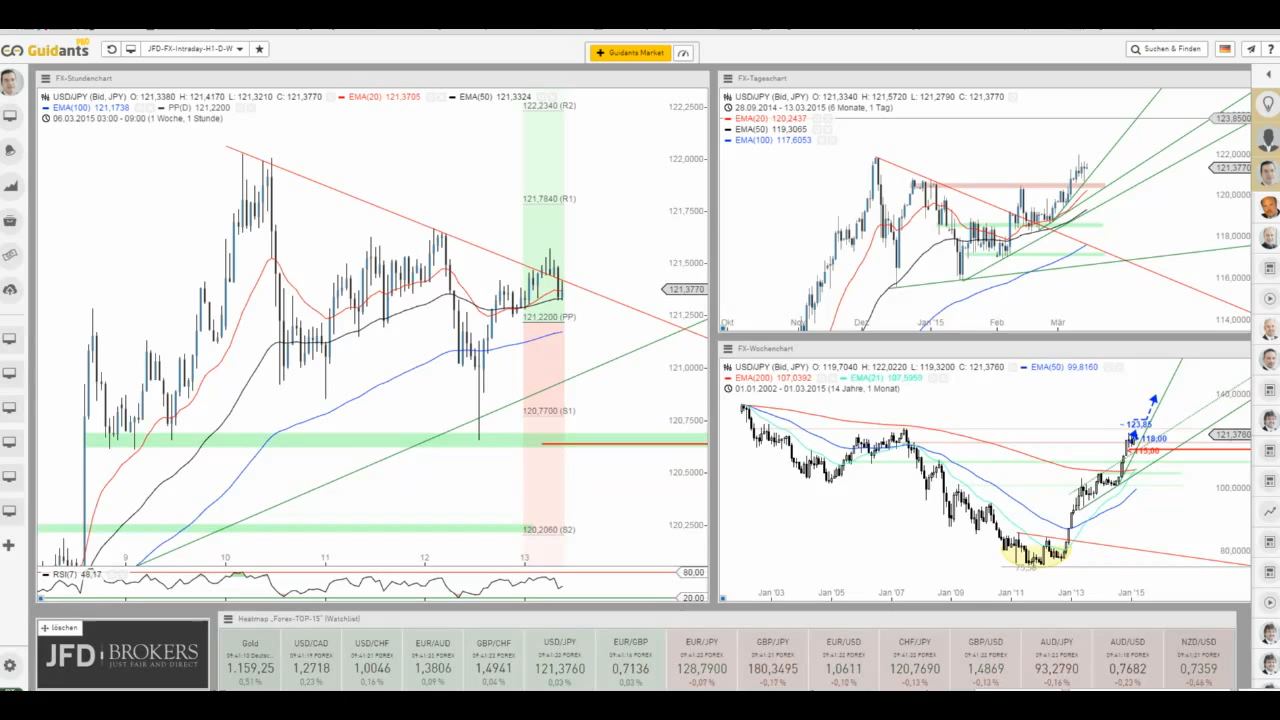 Guidants PRO
JFD-FX-Intraday-H1-D-W
Guidants Market
Suchen & Finden
FX-Stundenchart
USD/JPY (Bid, JPY) O: 121,3380 H: 121,4170 L: 121,3210 C: 121,3770
EMA(20) 121,3705
EMA(50) 121,3324
EMA(100) 121,1738
PP(D) 121,2200
06.03.2015 03:00 - 09:00 (1 Woche, 1 Stunde)
122,2340 (R2)
121,7840 (R1)
121,2200 (PP)
120,7700 (S1)
120,2060 (S2)
122,2500
122,0000
121,7500
121,5000
121,3770
121,2500
121,0000
120,7500
120,5000
120,2500
9 10 11 12 13
RSI(7) 48,17
80,00
20,00
FX-Tageschart
USD/JPY (Bid, JPY) O: 121,3340 H: 121,5720 L: 121,2790 C: 121,3770
28.09.2014 - 13.03.2015 (6 Monate, 1 Tag)
EMA(20) 120,2437
EMA(50) 119,3065
EMA(100) 117,6053
123,8500
122,0000
121,3770
120,0000
118,0000
116,0000
114,0000
Okt Nov Dez Jan '15 Feb Mär
FX-Wochenchart
USD/JPY (Bid, JPY) O: 119,7040 H: 122,0220 L: 119,3200 C: 121,3760
EMA(50) 99,8160
EMA(200) 107,0392
EMA(21) 107,5959
01.01.2002 - 01.03.2015 (14 Jahre, 1 Monat)
~ 123,85
118,00
115,00
75,56
140,0000
121,3760
100,0000
80,0000
Jan '03 Jan '05 Jan '07 Jan '09 Jan '11 Jan '13 Jan '15
löschen
JFD BROKERS
JUST FAIR AND DIRECT
Heatmap „Forex-TOP-15“ (Watchlist)
Gold USD/CAD USD/CHF EUR/AUD GBP/CHF USD/JPY EUR/GBP EUR/JPY GBP/JPY EUR/USD CHF/JPY GBP/USD AUD/JPY AUD/USD NZD/USD
1.159,25 1,2718 1,0046 1,3806 1,4941 121,3760 0,7136 128,7900 180,3495 1,0611 120,7690 1,4869 93,2790 0,7682 0,7359
0,51 % 0,23 % 0,16 % 0,09 % 0,04 % 0,03 % 0,03 % -0,07 % -0,17 % -0,10 % -0,13 % -0,13 % -0,16 % -0,23 % -0,46 %